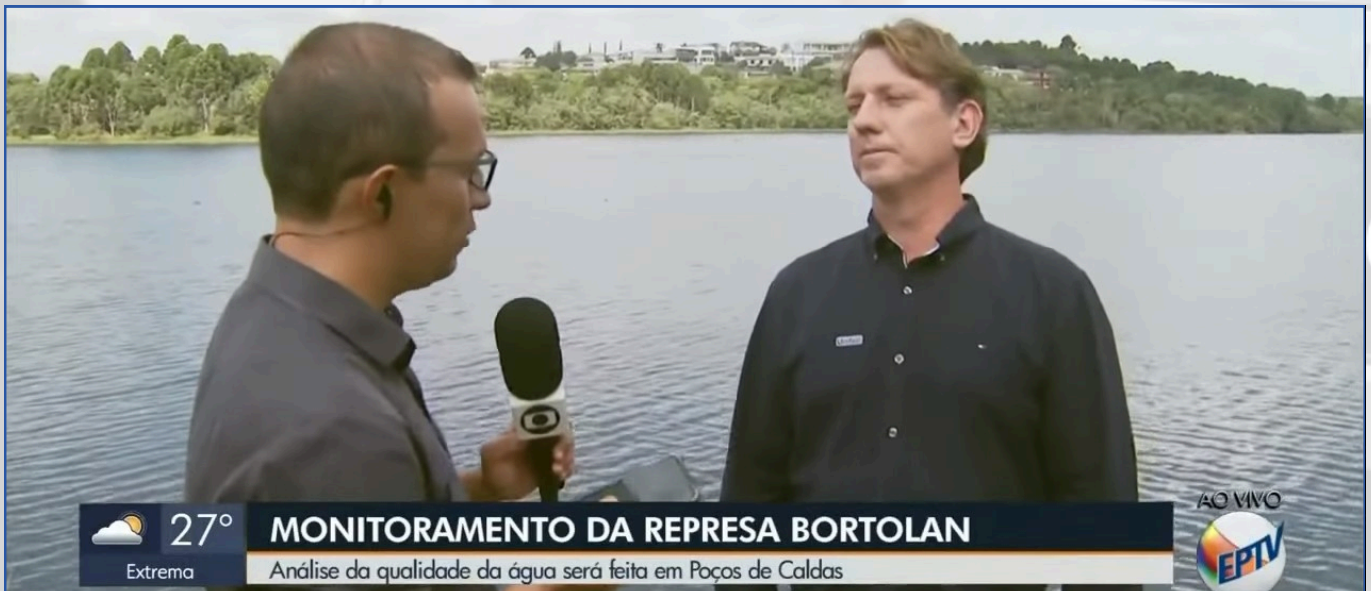 27°
Extrema
MONITORAMENTO DA REPRESA BORTOLAN
Análise da qualidade da água será feita em Poços de Caldas
AO VIVO
EPTV